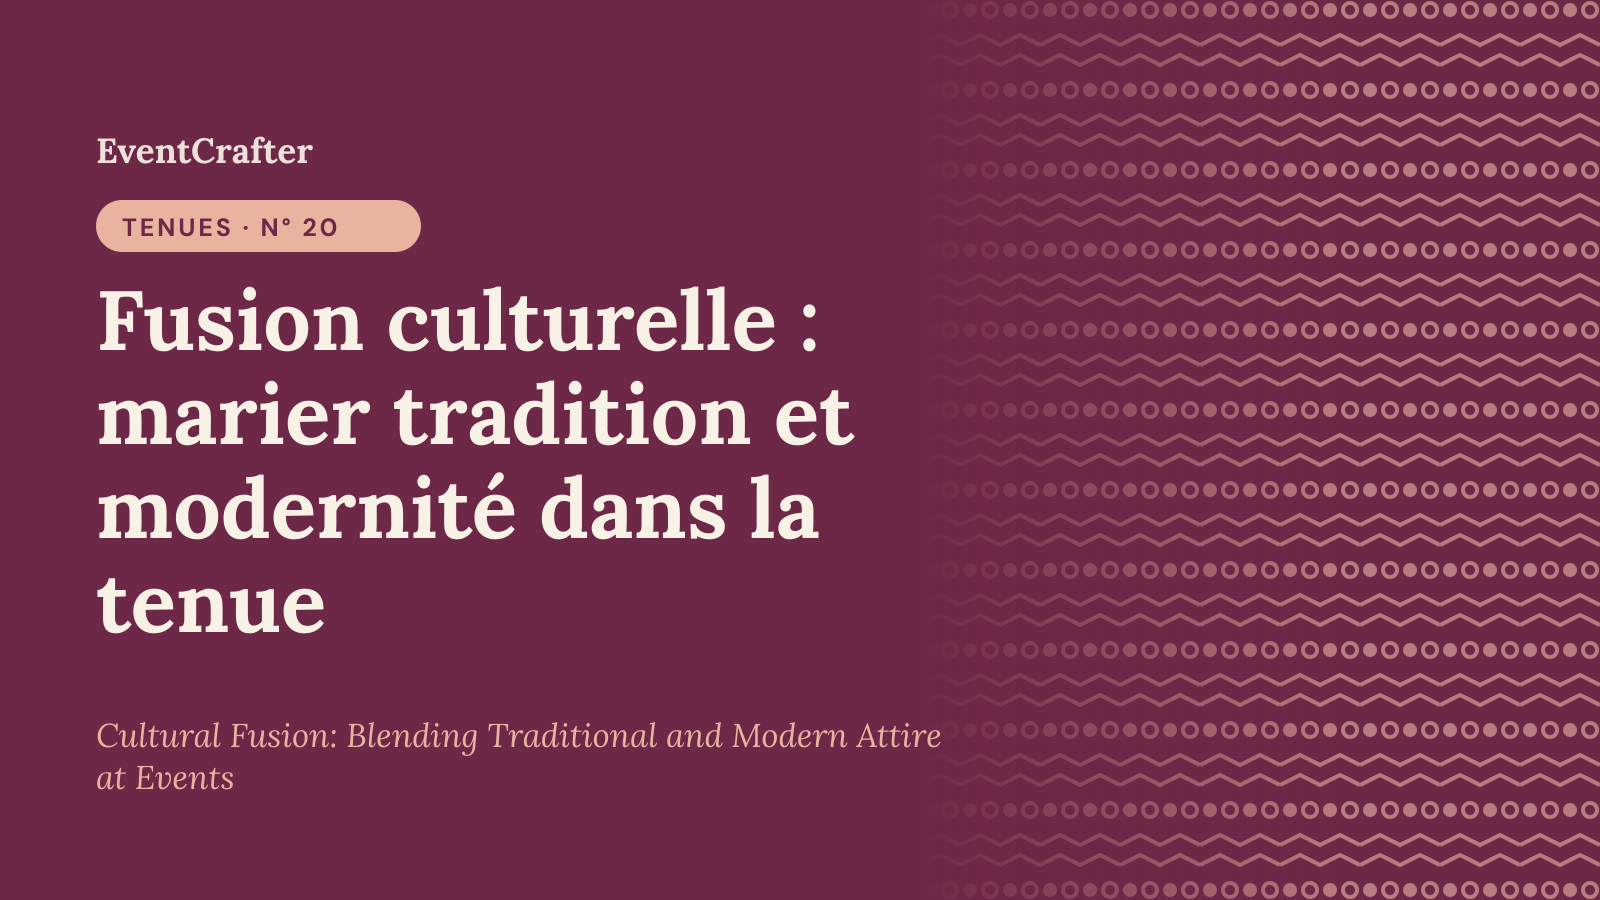 EventCrafter
TENUES · N° 20
Fusion culturelle :
marier tradition et
modernité dans la
tenue
Cultural Fusion: Blending Traditional and Modern Attire
at Events